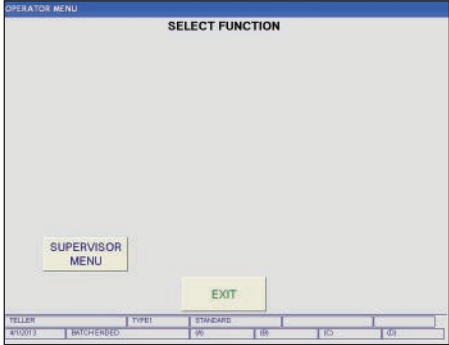 OPERATOR MENU
SELECT FUNCTION
SUPERVISOR
MENU
EXIT
TELLER TYPE1 STANDARD
4/1/2013 BATCH ENDED (A) (B) (C) (D)